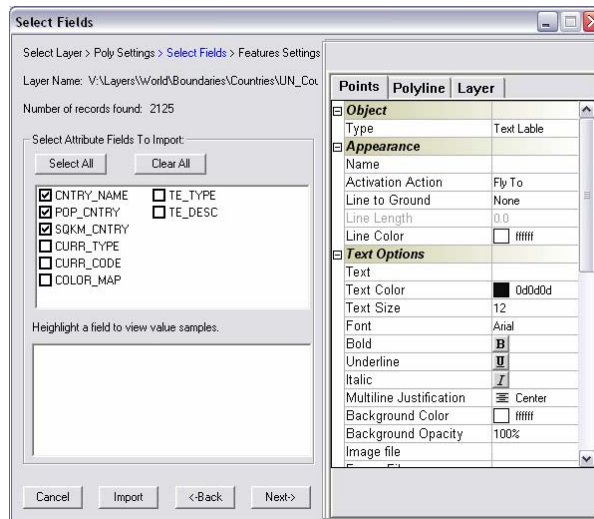 Select Fields
Select Layer > Poly Settings > Select Fields > Features Settings
Layer Name: V:\Layers\World\Boundaries\Countries\UN_Cou
Number of records found: 2125
Select Attribute Fields To Import:
Select All Clear All
CNTRY_NAME TE_TYPE
POP_CNTRY TE_DESC
SQKM_CNTRY
CURR_TYPE
CURR_CODE
COLOR_MAP
Heighlight a field to view value samples.
Cancel Import <-Back Next->
Points Polyline Layer
Object
Type Text Lable
Appearance
Name
Activation Action Fly To
Line to Ground None
Line Length 0.0
Line Color ffffff
Text Options
Text
Text Color 0d0d0d
Text Size 12
Font Arial
Bold B
Underline U
Italic I
Multiline Justification Center
Background Color ffffff
Background Opacity 100%
Image file